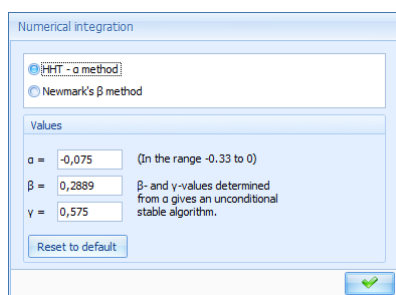 Numerical integration
HHT - α method
Newmark's β method
Values
α = -0,075 (In the range -0.33 to 0)
β = 0,2889 β- and γ-values determined
from α gives an unconditional
γ = 0,575 stable algorithm.
Reset to default